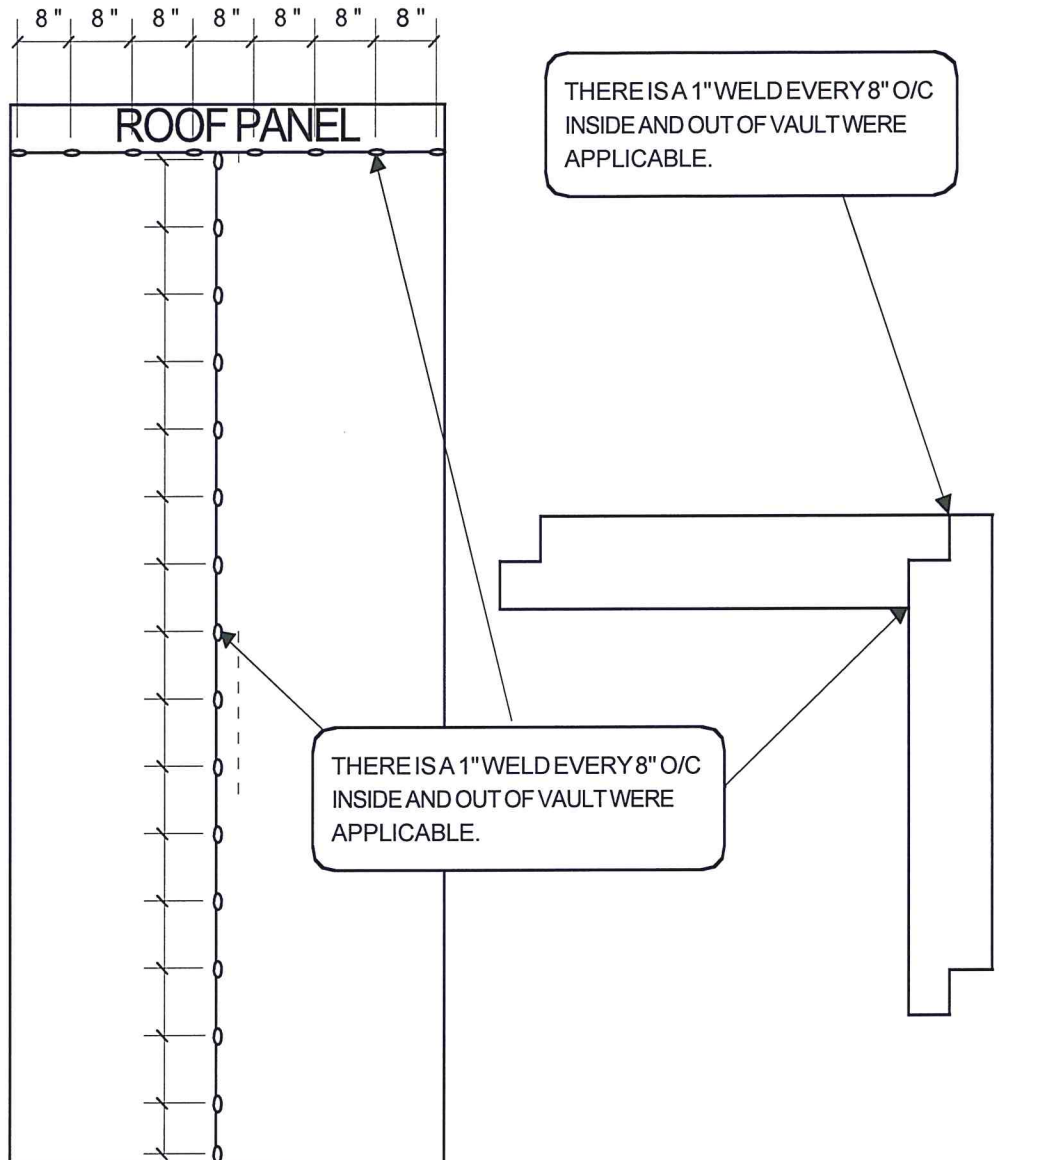 8" 8" 8" 8" 8" 8" 8"
ROOF PANEL
THERE IS A 1" WELD EVERY 8" O/C
INSIDE AND OUT OF VAULT WERE
APPLICABLE.
THERE IS A 1" WELD EVERY 8" O/C
INSIDE AND OUT OF VAULT WERE
APPLICABLE.